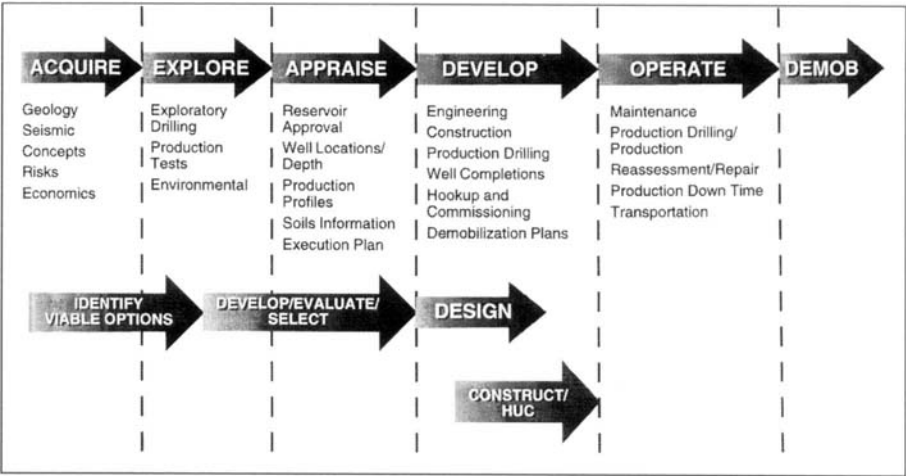 ACQUIRE
EXPLORE
APPRAISE
DEVELOP
OPERATE
DEMOB
Geology
Seismic
Concepts
Risks
Economics
Exploratory
Drilling
Production
Tests
Environmental
Reservoir
Approval
Well Locations/
Depth
Production
Profiles
Soils Information
Execution Plan
Engineering
Construction
Production Drilling
Well Completions
Hookup and
Commissioning
Demobilization Plans
Maintenance
Production Drilling/
Production
Reassessment/Repair
Production Down Time
Transportation
IDENTIFY
VIABLE OPTIONS
DEVELOP/EVALUATE/
SELECT
DESIGN
CONSTRUCT/
HUC